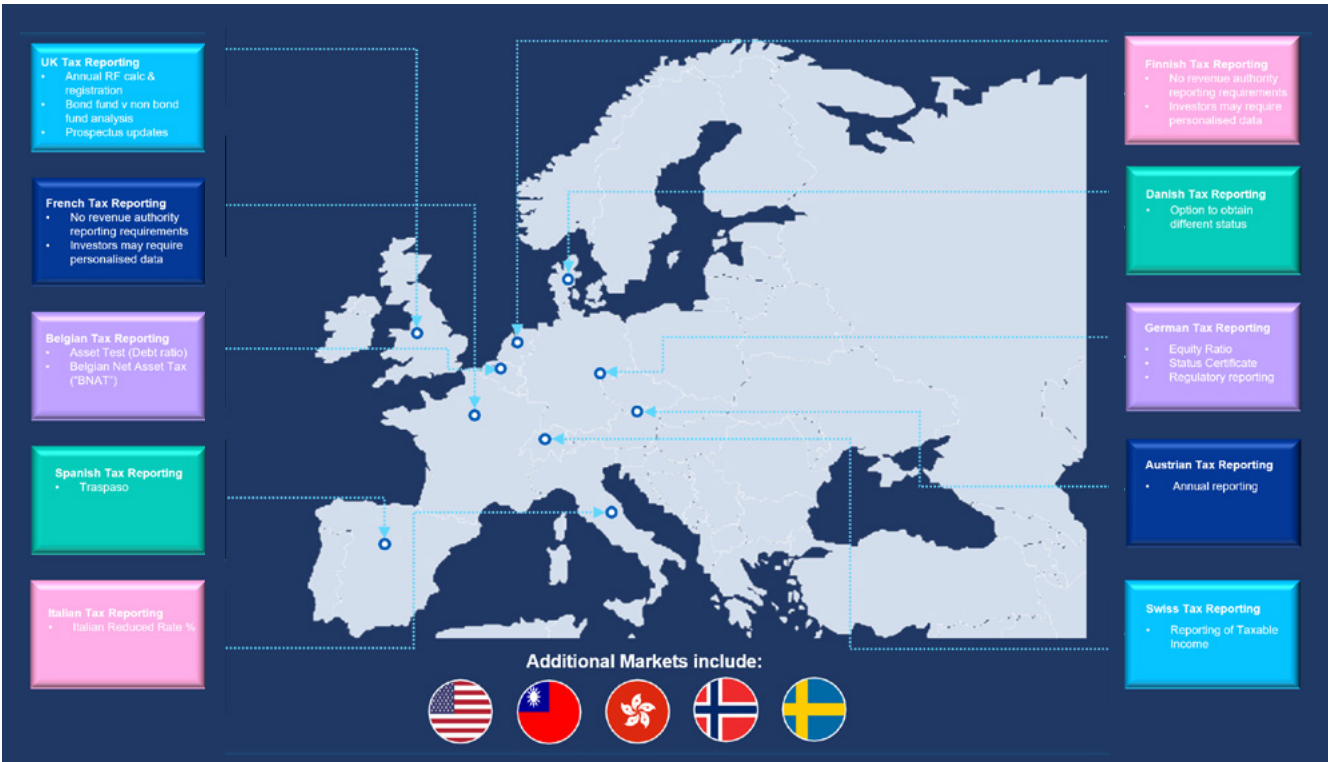 UK Tax Reporting
• Annual RF calc &
registration
• Bond fund v non bond
fund analysis
• Prospectus updates
French Tax Reporting
• No revenue authority
reporting requirements
• Investors may require
personalised data
Belgian Tax Reporting
• Asset Test (Debt ratio)
• Belgian Net Asset Tax
("BNAT")
Spanish Tax Reporting
• Traspaso
Italian Tax Reporting
• Italian Reduced Rate %
Finnish Tax Reporting
• No revenue authority
reporting requirements
• Investors may require
personalised data
Danish Tax Reporting
• Option to obtain
different status
German Tax Reporting
• Equity Ratio
• Status Certificate
• Regulatory reporting
Austrian Tax Reporting
• Annual reporting
Swiss Tax Reporting
• Reporting of Taxable
Income
Additional Markets include: